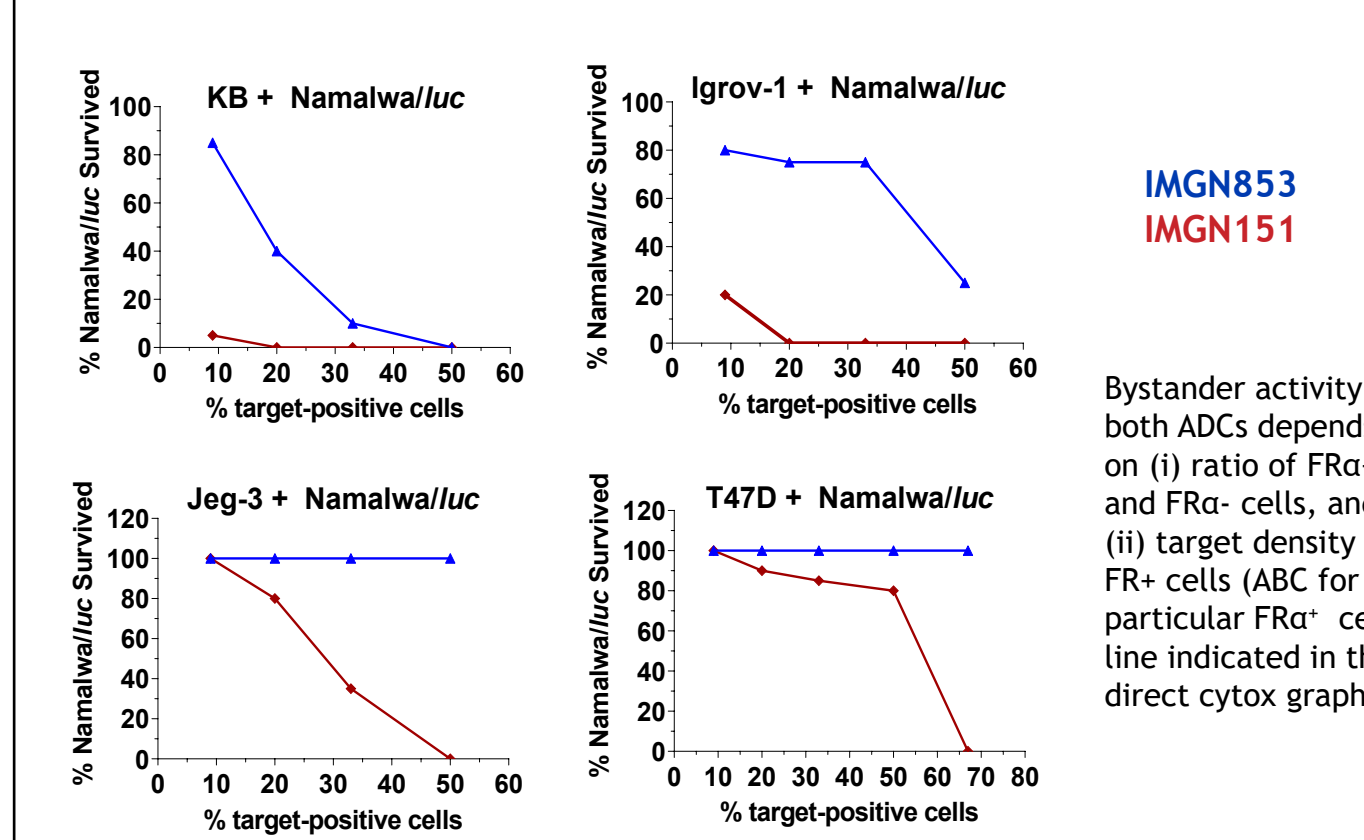 KB + Namalwa/luc
% Namalwa/luc Survived
100
80
60
40
20
0
0 10 20 30 40 50 60
% target-positive cells
Igrov-1 + Namalwa/luc
% Namalwa/luc Survived
100
80
60
40
20
0
0 10 20 30 40 50 60
% target-positive cells
IMGN853
IMGN151
Bystander activity
both ADCs depend
on (i) ratio of FRα
and FRα- cells, an
(ii) target density
FR+ cells (ABC for
particular FRα⁺ ce
line indicated in th
direct cytox graph
Jeg-3 + Namalwa/luc
% Namalwa/luc Survived
120
100
80
60
40
20
0
0 10 20 30 40 50 60
% target-positive cells
T47D + Namalwa/luc
% Namalwa/luc Survived
120
100
80
60
40
20
0
0 10 20 30 40 50 60 70 80
% target-positive cells